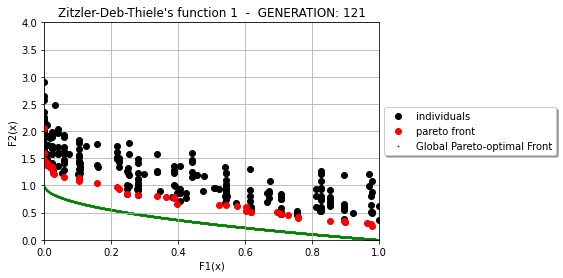 Zitzler-Deb-Thiele's function 1 - GENERATION: 121
4.0
3.5
3.0
2.5
2.0
1.5
1.0
0.5
0.0
F2(x)
0.0 0.2 0.4 0.6 0.8 1.0
F1(x)
individuals
pareto front
Global Pareto-optimal Front